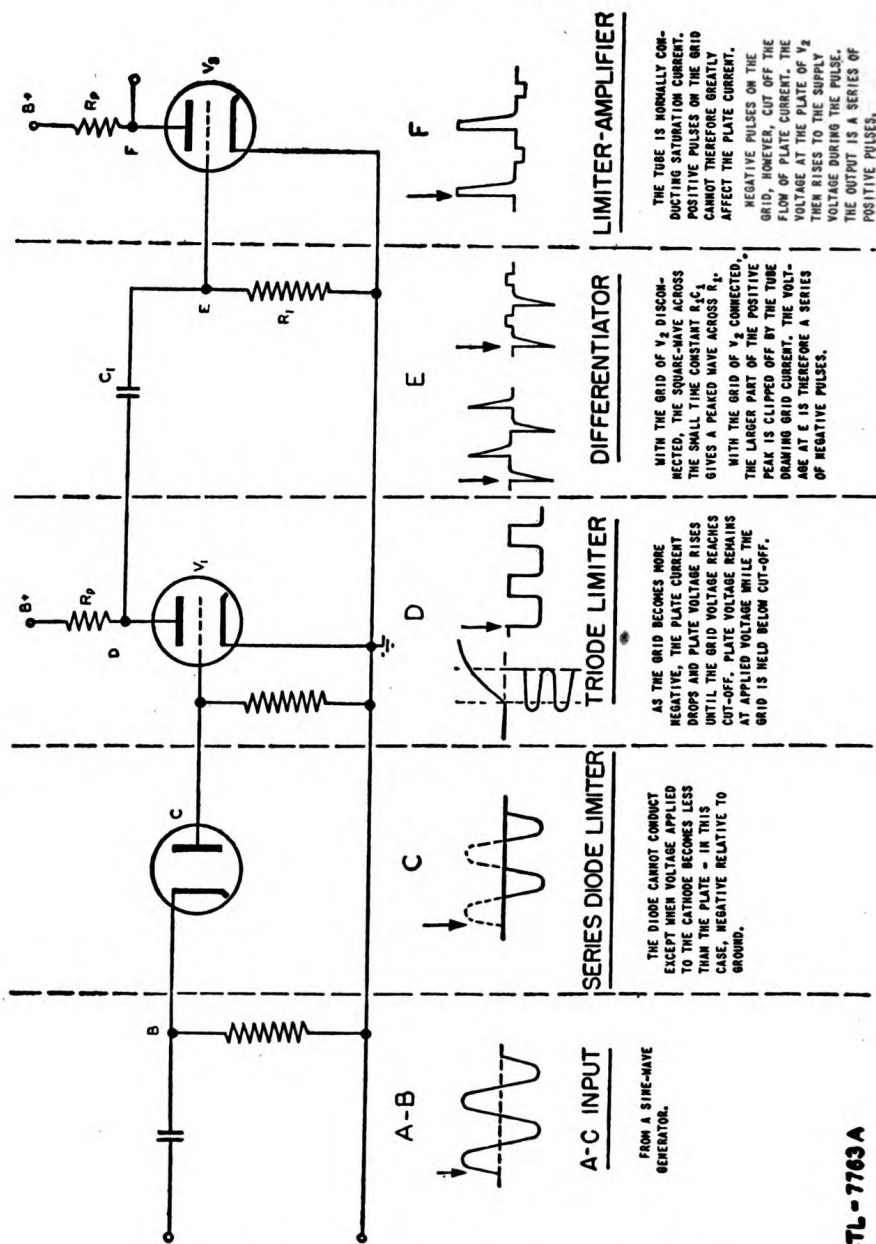 B+
Rp
D
V1
C1
E
R1
B+
Rp
F
B
C
A-B
C
D
E
F
A-C INPUT
FROM A SINE-WAVE
GENERATOR.
SERIES DIODE LIMITER
THE DIODE CANNOT CONDUCT
EXCEPT WHEN VOLTAGE APPLIED
TO THE CATHODE BECOMES LESS
THAN THE PLATE - IN THIS
CASE, NEGATIVE RELATIVE TO
GROUND.
TRIODE LIMITER
AS THE GRID BECOMES MORE
NEGATIVE, THE PLATE CURRENT
DROPS AND PLATE VOLTAGE RISES
UNTIL THE GRID VOLTAGE REACHES
CUT-OFF. PLATE VOLTAGE REMAINS
AT APPLIED VOLTAGE WHILE THE
GRID IS HELD BELOW CUT-OFF.
DIFFERENTIATOR
WITH THE GRID OF V2 DISCON-
NECTED, THE SQUARE-WAVE ACROSS
THE SMALL TIME CONSTANT R1C1
GIVES A PEAKED WAVE ACROSS R1.
WITH THE GRID OF V2 CONNECTED,
THE LARGER PART OF THE POSITIVE
PEAK IS CLIPPED OFF BY THE TUBE
DRAWING GRID CURRENT. THE VOLT-
AGE AT E IS THEREFORE A SERIES
OF NEGATIVE PULSES.
LIMITER-AMPLIFIER
THE TUBE IS NORMALLY CON-
DUCTING SATURATION CURRENT.
POSITIVE PULSES ON THE GRID
CANNOT THEREFORE GREATLY
AFFECT THE PLATE CURRENT.
NEGATIVE PULSES ON THE
GRID, HOWEVER, CUT OFF THE
FLOW OF PLATE CURRENT. THE
VOLTAGE AT THE PLATE OF V2
THEN RISES TO THE SUPPLY
VOLTAGE DURING THE PULSE.
THE OUTPUT IS A SERIES OF
POSITIVE PULSES.
TL-7763A